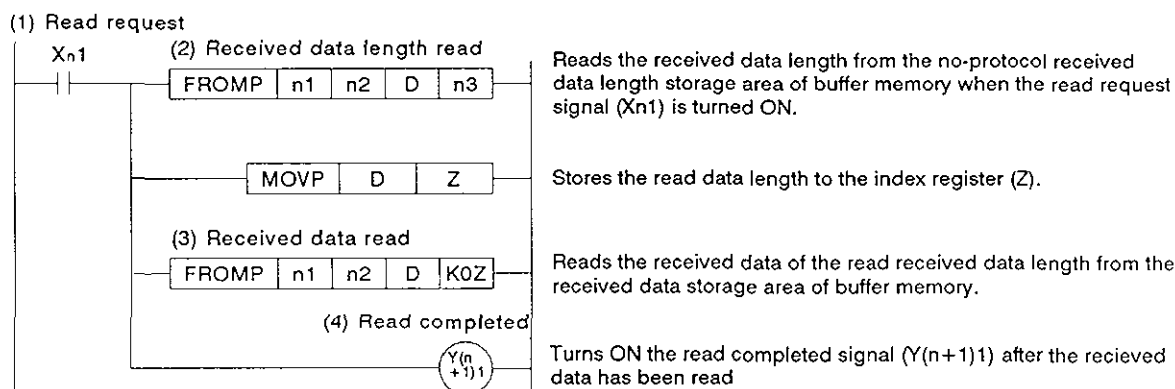 (1) Read request
Xn1
(2) Received data length read
FROMP n1 n2 D n3
Reads the received data length from the no-protocol received
data length storage area of buffer memory when the read request
signal (Xn1) is turned ON.
MOVP D Z
Stores the read data length to the index register (Z).
(3) Received data read
FROMP n1 n2 D K0Z
Reads the received data of the read received data length from the
received data storage area of buffer memory.
(4) Read completed
Y(n
+1)1
Turns ON the read completed signal (Y(n+1)1) after the recieved
data has been read